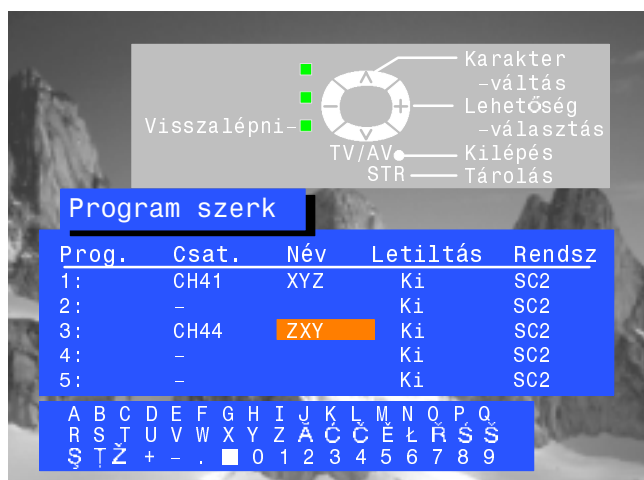 Karakter
-váltás
Lehetőség
Visszalépni-
-választás
TV/AV Kilépés
STR Tárolás
Program szerk
Prog. Csat. Név Letiltás Rendsz
1: CH41 XYZ Ki SC2
2: - Ki SC2
3: CH44 ZXY Ki SC2
4: - Ki SC2
5: - Ki SC2
A B C D E F G H I J K L M N O P Q
R S T U V W X Y Z Ă Ć Č Ě Ł Ř Ś Š
Ş Ţ Ž + - . 0 1 2 3 4 5 6 7 8 9